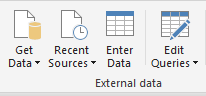 Get Data
Recent Sources
Enter Data
Edit Queries
External data